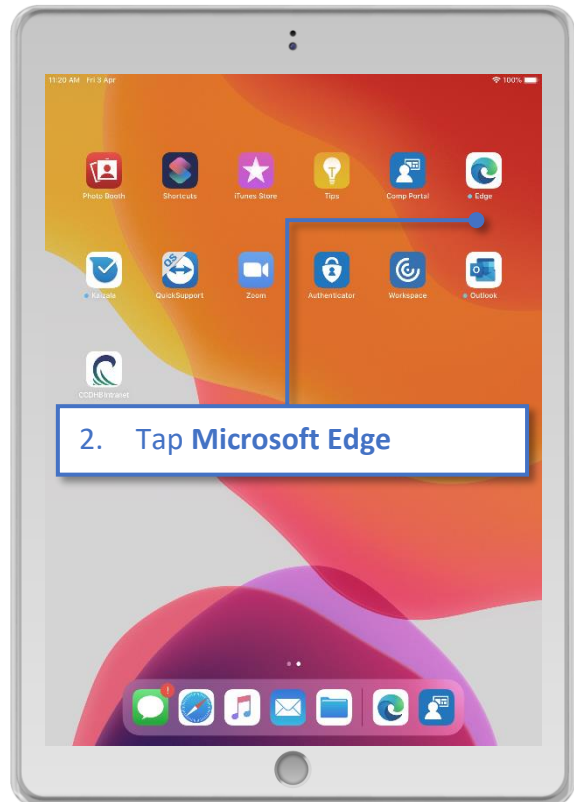 11:20 AM Fri 3 Apr
100%
Photo Booth
Shortcuts
iTunes Store
Tips
Comp Portal
Edge
Kaizala
QuickSupport
Zoom
Authenticator
Workspace
Outlook
CCDHB Intranet
2. Tap Microsoft Edge